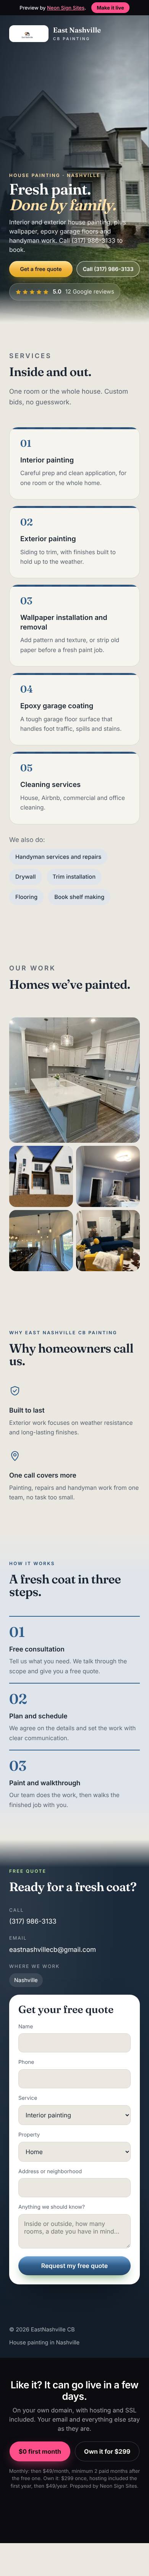 Preview by Neon Sign Sites. Make it live
East Nashville
CB PAINTING
HOUSE PAINTING · NASHVILLE
Fresh paint.
Done by family.
Interior and exterior house painting, plus
wallpaper, epoxy garage floors and
handyman work. Call (317) 986-3133 to
book.
Get a free quote
Call (317) 986-3133
★★★★★ 5.0 12 Google reviews
SERVICES
Inside and out.
One room or the whole home. Custom
bids, no guesswork.
01
Interior painting
Careful prep and clean application, for
one room or the whole home.
02
Exterior painting
Siding to trim, with finishes built to
hold up to the weather.
03
Wallpaper installation and
removal
Add pattern and texture, or strip old
paper before a fresh paint job.
04
Epoxy garage coating
A tough garage floor surface that
handles foot traffic, spills and stains.
05
Cleaning services
House, Airbnb, commercial and office
cleaning.
We also do:
Handyman services and repairs
Drywall
Trim installation
Flooring
Book shelf making
OUR WORK
Homes we’ve painted.
WHY EAST NASHVILLE CB PAINTING
Why homeowners call
us.
Built to last
Exterior work focuses on weather resistance
and long-lasting finishes.
One call covers more
Painting, repairs and handyman work from one
team, no task too small.
HOW IT WORKS
A fresh coat in three
steps.
01
Free consultation
Tell us what you need. We talk through the
scope and give you a free quote.
02
Plan and schedule
We agree on the details and set the work with
clear communication.
03
Paint and walkthrough
Our team does the work, then walks the
finished job with you.
FREE QUOTE
Ready for a fresh coat?
CALL
(317) 986-3133
EMAIL
eastnashvillecb@gmail.com
WHERE WE WORK
Nashville
Get your free quote
Name
Phone
Service
Interior painting
Property
Home
Address or neighborhood
Anything we should know?
Inside or outside, how many
rooms, a date you have in mind...
Request my free quote
© 2026 EastNashville CB
House painting in Nashville
Like it? It can go live in a few
days.
On your own domain, with hosting and SSL
included. Your email and everything else stay
as they are.
$0 first month
Own it for $299
Monthly: then $49/month, minimum 2 paid months after
the free one. Own it: $299 once, hosting included the
first year, then $49/year. Prepared by Neon Sign Sites.